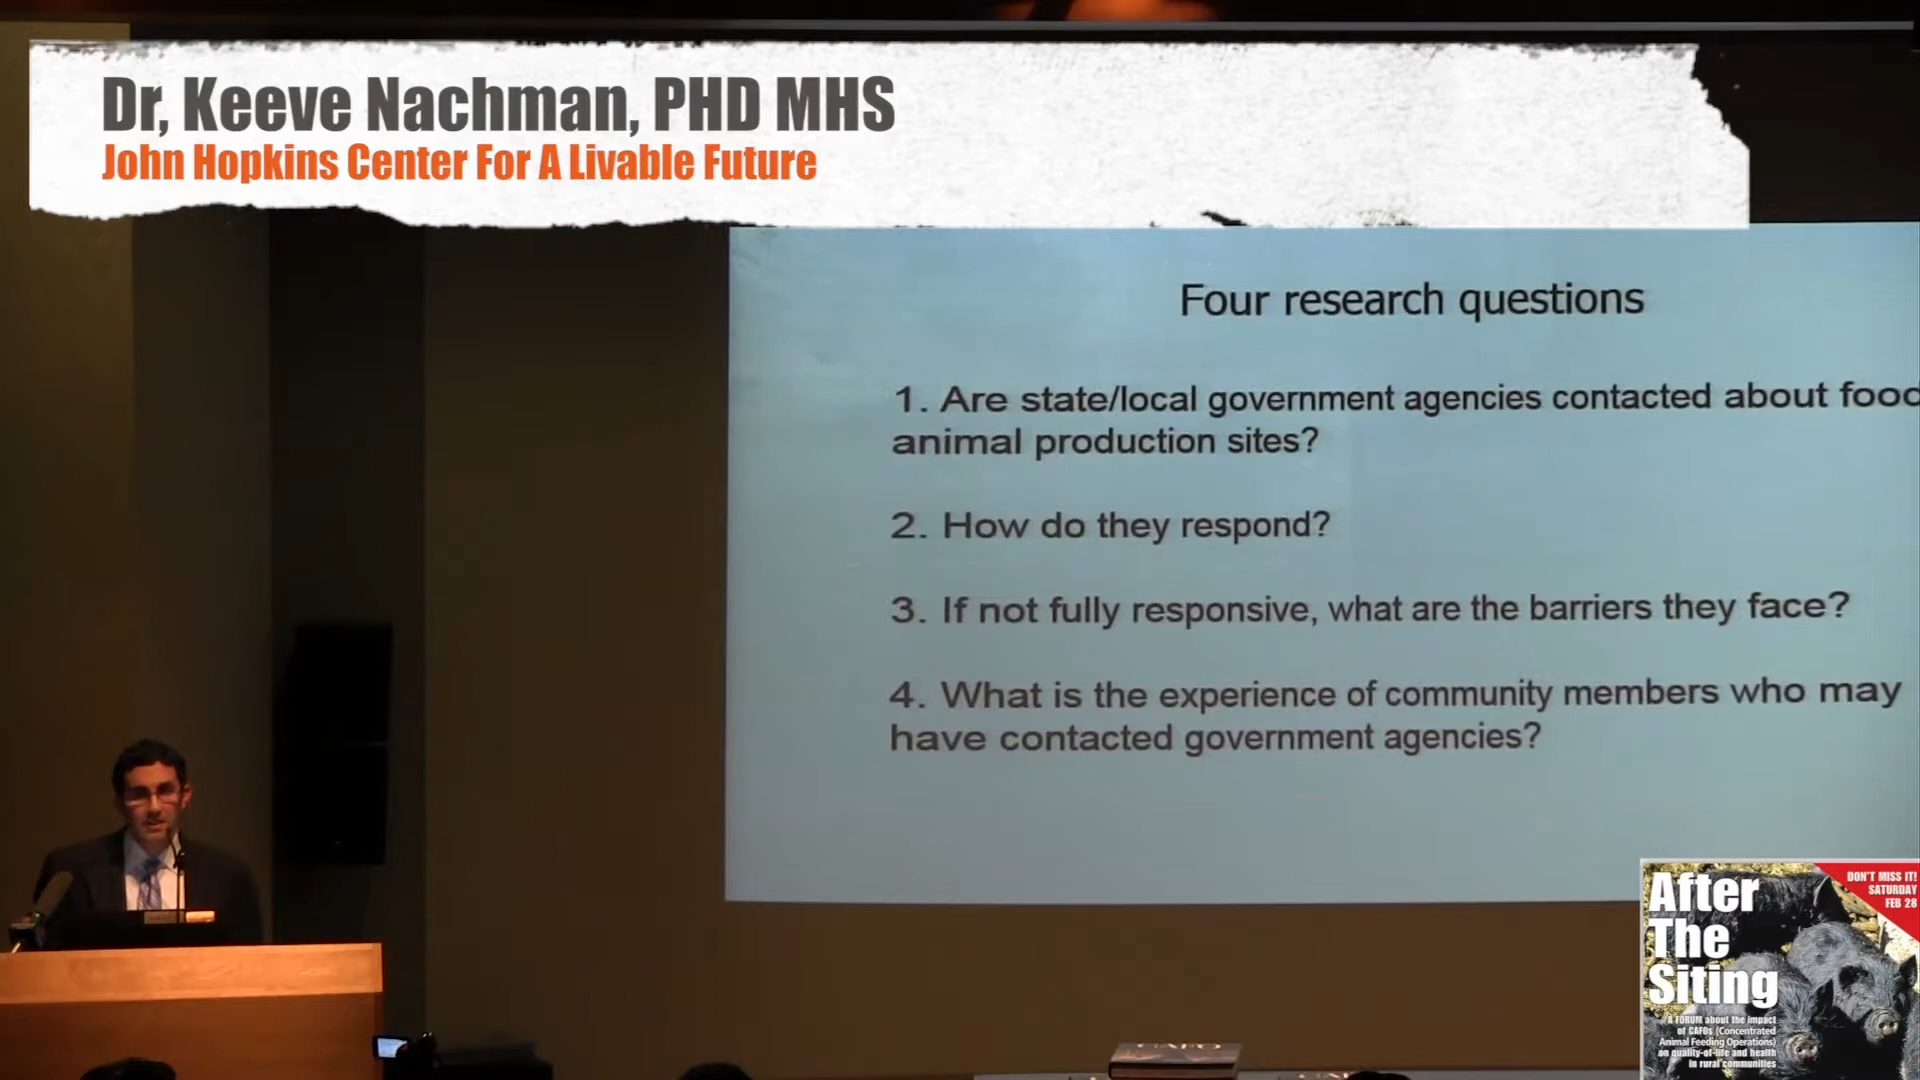 Dr, Keeve Nachman, PHD MHS
John Hopkins Center For A Livable Future
Four research questions
1. Are state/local government agencies contacted about food
animal production sites?
2. How do they respond?
3. If not fully responsive, what are the barriers they face?
4. What is the experience of community members who may
have contacted government agencies?
DON'T MISS IT!
SATURDAY
FEB 28
After
The
Siting
A FORUM about the impact
of CAFOs (Concentrated
Animal Feeding Operations)
on quality-of-life and health
in rural communities
CAFO